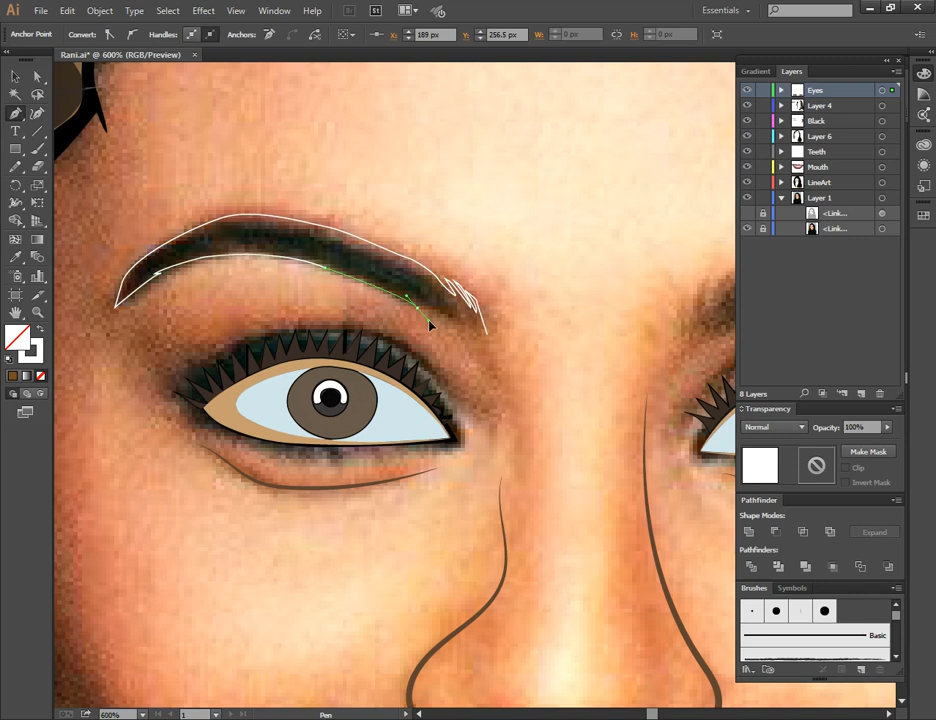 Ai File Edit Object Type Select Effect View Window Help Br St Essentials
Anchor Point Convert: Handles: Anchors: X: 189 px Y: 256.5 px W: 0 px H: 0 px
Rani.ai* @ 600% (RGB/Preview) ×
Gradient Layers
Eyes
Layer 4
Black
Layer 6
Teeth
Mouth
LineArt
Layer 1
<Link...
<Link...
8 Layers
Transparency
Normal Opacity: 100%
Make Mask
Clip
Invert Mask
Pathfinder
Shape Modes:
Expand
Pathfinders:
Brushes Symbols
Basic
600% 1 Pen